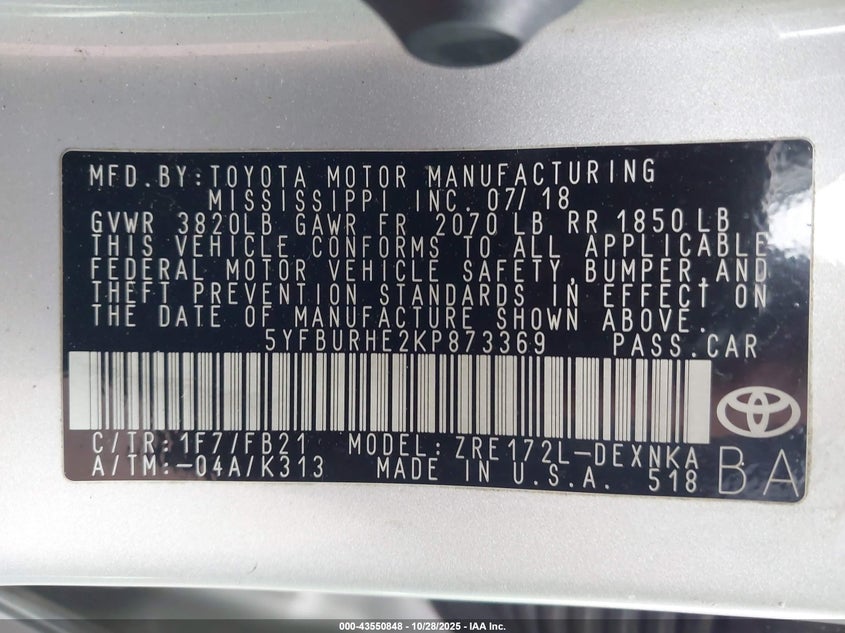 MFD.BY:TOYOTA MOTOR MANUFACTURING
MISSISSIPPI INC. 07/18
GVWR 3820LB GAWR FR 2070 LB RR 1850 LB
THIS VEHICLE CONFORMS TO ALL APPLICABLE
FEDERAL MOTOR VEHICLE SAFETY,BUMPER,AND
THEFT PREVENTION STANDARDS IN EFFECT ON
THE DATE OF MANUFACTURE SHOWN ABOVE.
5YFBURHE2KP873369 PASS.CAR
C/TR:1F7/FB21 MODEL:ZRE172L-DEXNKA
A/TM:-04A/K313 MADE IN U.S.A. 518
BA
000-43550848 | 10/28/2025 - IAA Inc.